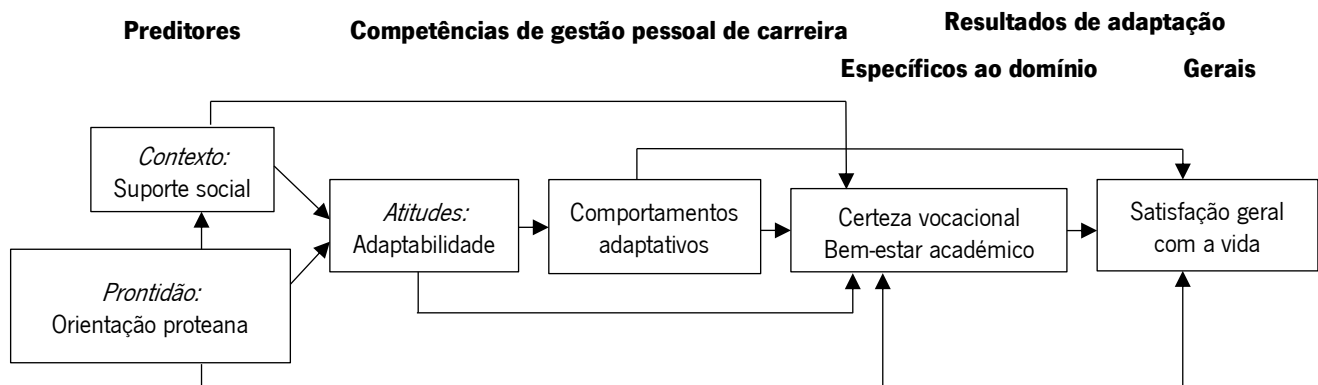 Preditores
Competências de gestão pessoal de carreira
Resultados de adaptação
Específicos ao domínio
Gerais
Contexto:
Suporte social
Prontidão:
Orientação proteana
Atitudes:
Adaptabilidade
Comportamentos
adaptativos
Certeza vocacional
Bem-estar académico
Satisfação geral
com a vida